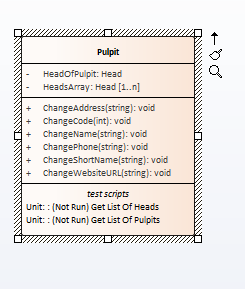 Pulpit
- HeadOfPulpit: Head
- HeadsArray: Head [1..n]
+ ChangeAddress(string): void
+ ChangeCode(int): void
+ ChangeName(string): void
+ ChangePhone(string): void
+ ChangeShortName(string): void
+ ChangeWebsiteURL(string): void
test scripts
Unit: : (Not Run) Get List Of Heads
Unit: : (Not Run) Get List Of Pulpits